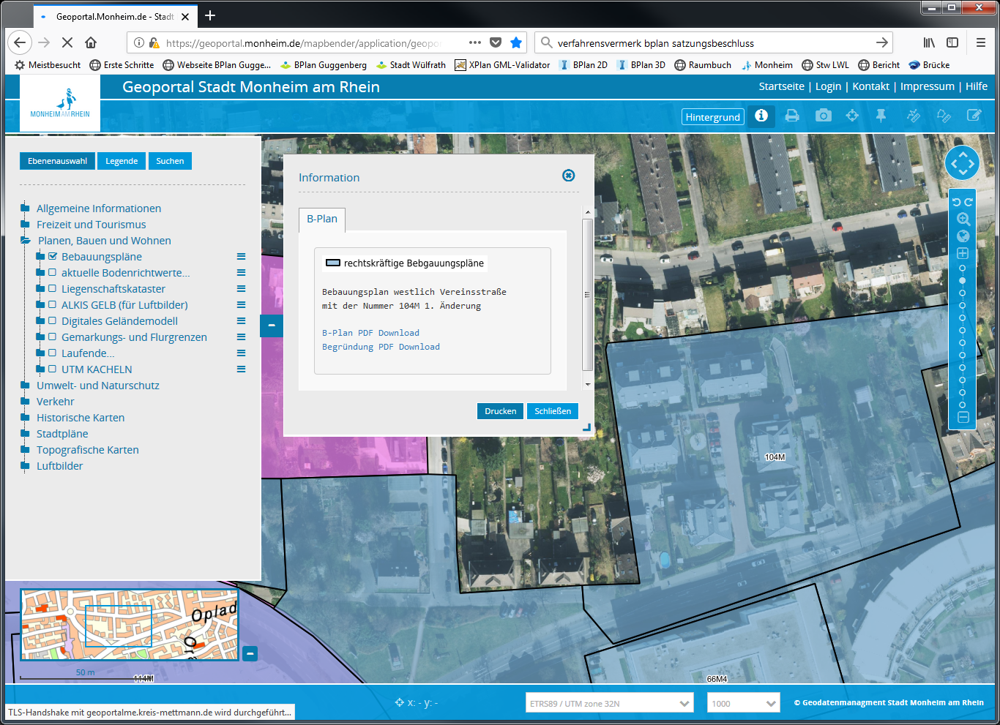 Geoportal.Monheim.de - Stadt
https://geoportal.monheim.de/mapbender/application/geopor
verfahrensvermerk bplan satzungsbeschluss
Meistbesucht
Erste Schritte
Webseite BPlan Gugge...
BPlan Guggenberg
Stadt Wülfrath
XPlan GML-Validator
BPlan 2D
BPlan 3D
Raumbuch
Monheim
Stw LWL
Bericht
Brücke
Geoportal Stadt Monheim am Rhein
Startseite | Login | Kontakt | Impressum | Hilfe
MONHEIM AM RHEIN
Hintergrund
Ebenenauswahl
Legende
Suchen
Allgemeine Informationen
Freizeit und Tourismus
Planen, Bauen und Wohnen
Bebauungspläne
aktuelle Bodenrichtwerte...
Liegenschaftskataster
ALKIS GELB (für Luftbilder)
Digitales Geländemodell
Gemarkungs- und Flurgrenzen
Laufende...
UTM KACHELN
Umwelt- und Naturschutz
Verkehr
Historische Karten
Stadtpläne
Topografische Karten
Luftbilder
Information
B-Plan
rechtskräftige Bebgauungspläne
Bebauungsplan westlich Vereinsstraße
mit der Nummer 104M 1. Änderung
B-Plan PDF Download
Begründung PDF Download
Drucken
Schließen
104M
Oplad
50 m
114M
66M4
x: - y: -
ETRS89 / UTM zone 32N
1000
© Geodatenmanagment Stadt Monheim am Rhein
TLS-Handshake mit geoportalme.kreis-mettmann.de wird durchgeführt...